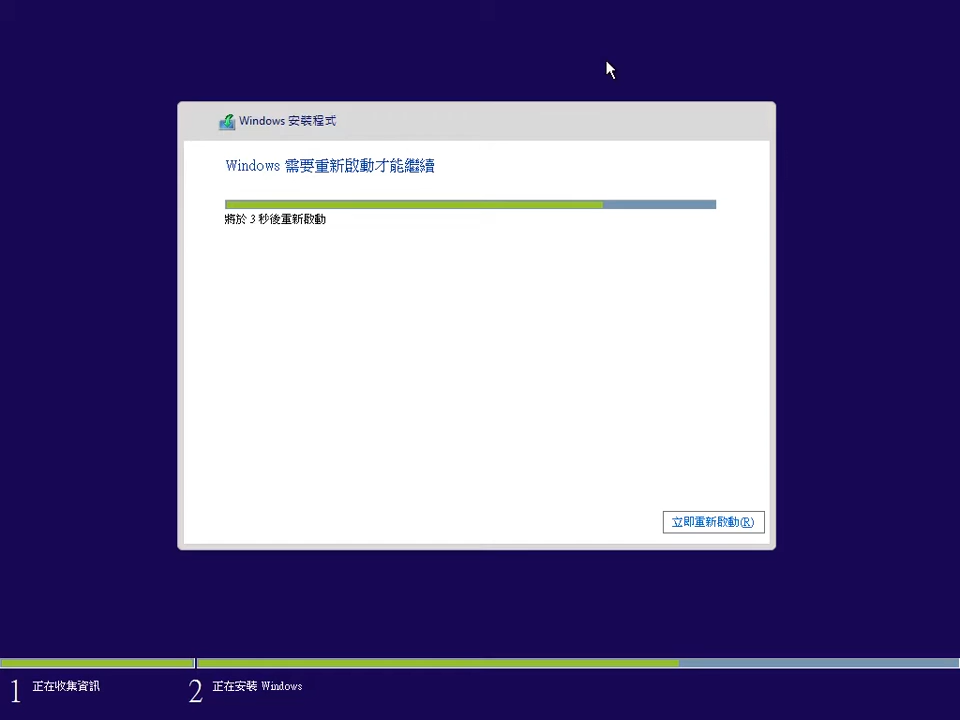 Windows 安裝程式
Windows 需要重新啟動才能繼續
將於 3 秒後重新啟動
立即重新啟動(R)
1 正在收集資訊
2 正在安裝 Windows